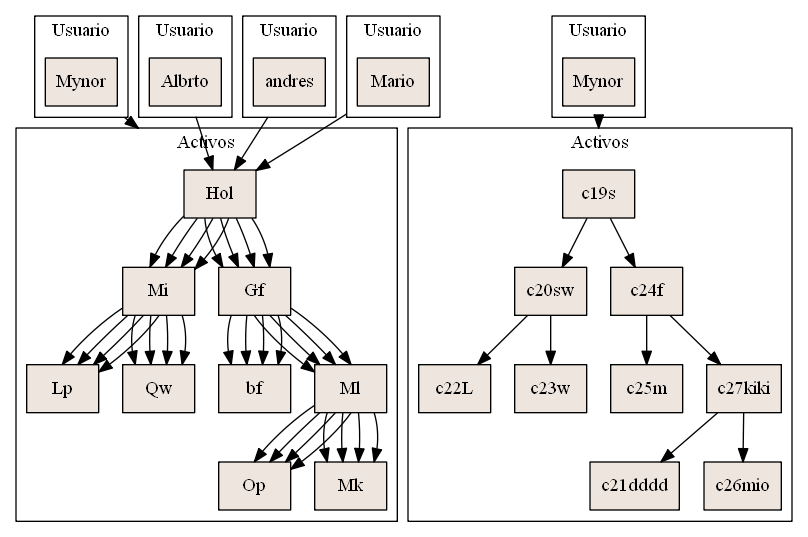 Usuario
Usuario
Usuario
Usuario
Usuario
Mynor
Albrto
andres
Mario
Mynor
Activos
Activos
Hol
c19s
Mi
Gf
c20sw
c24f
Lp
Qw
bf
Ml
c22L
c23w
c25m
c27kiki
Op
Mk
c21dddd
c26mio